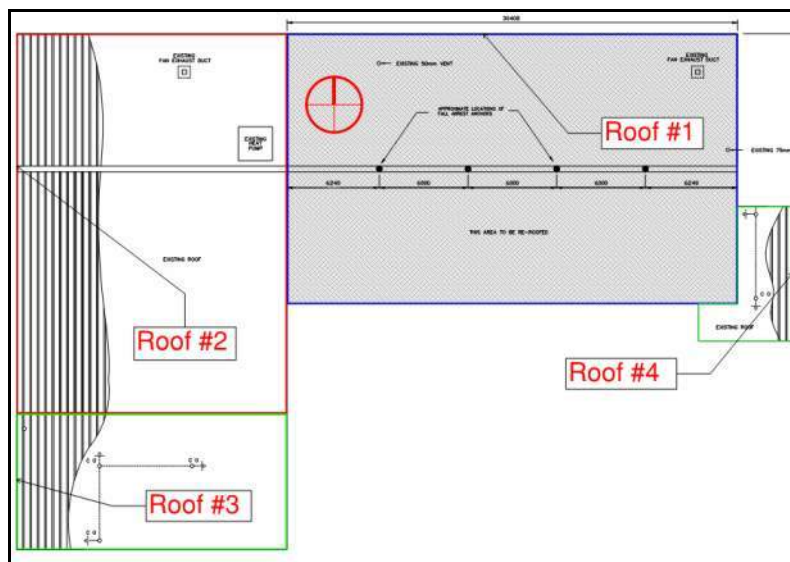 30480
EXISTING
FAN EXHAUST DUCT
EXISTING 50mm VENT
EXISTING
FAN EXHAUST DUCT
APPROXIMATE LOCATIONS OF
FALL ARREST ANCHORS
Roof #1
EXISTING
HEAT
PUMP
EXISTING 75mm
6240
6000
6000
6000
6240
THIS AREA TO BE RE-ROOFED
EXISTING ROOF
Roof #2
EXISTING ROOF
Roof #4
Roof #3